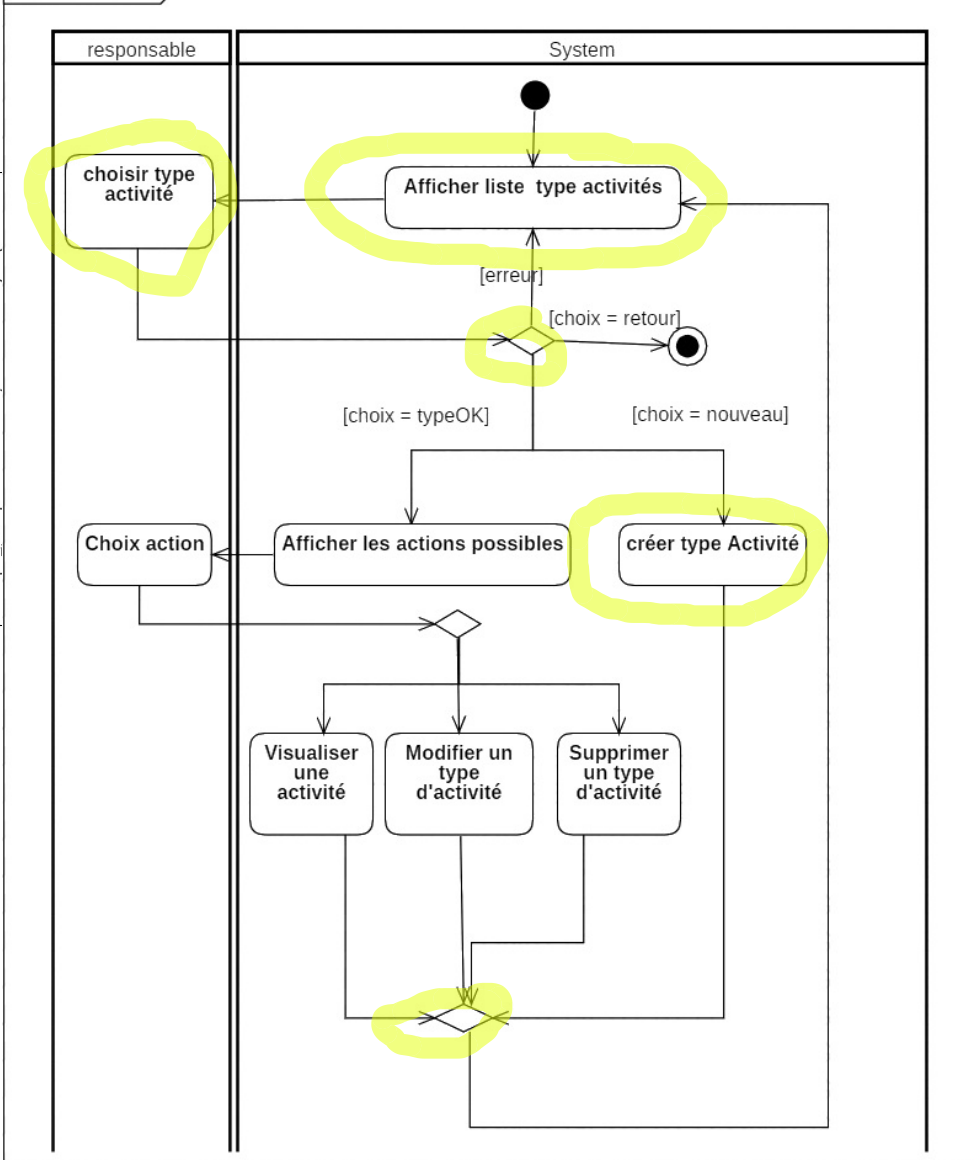 responsable
System
choisir type
activité
Afficher liste  type activités
[erreur]
[choix = retour]
[choix = typeOK]
[choix = nouveau]
Choix action
Afficher les actions possibles
créer type Activité
Visualiser
une
activité
Modifier un
type
d'activité
Supprimer
un type
d'activité